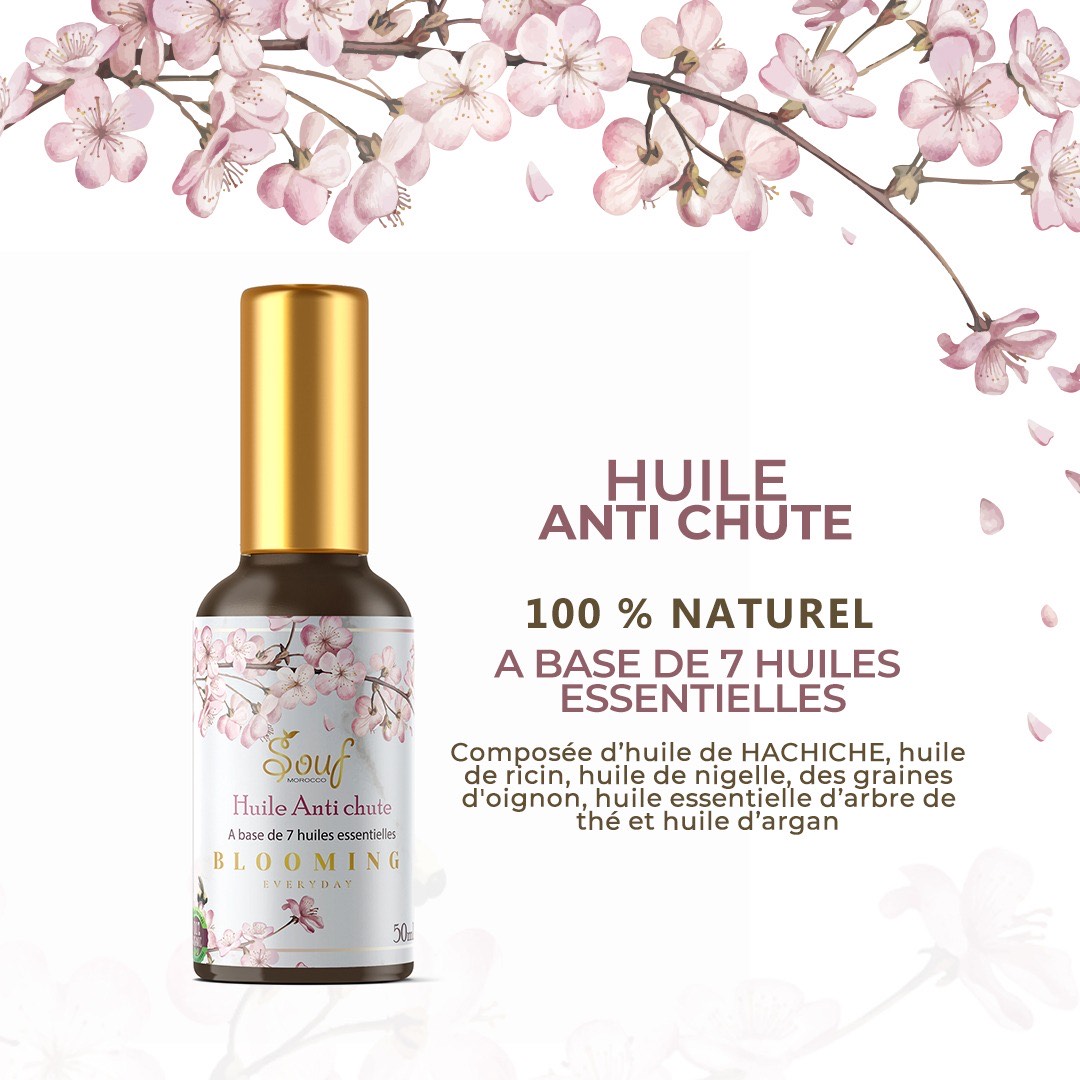 HUILE
ANTI CHUTE
100 % NATUREL
A BASE DE 7 HUILES
ESSENTIELLES
Composée d’huile de HACHICHE, huile
de ricin, huile de nigelle, des graines
d'oignon, huile essentielle d’arbre de
thé et huile d’argan
Souf
MOROCCO
Huile Anti chute
A base de 7 huiles essentielles
BLOOMING
EVERYDAY